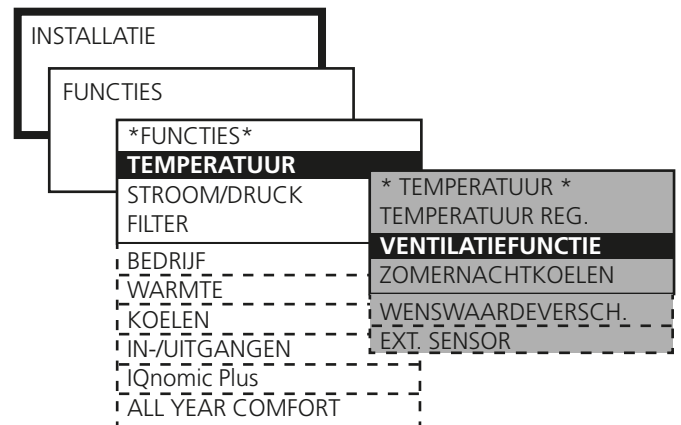 INSTALLATIE
FUNCTIES
*FUNCTIES*
TEMPERATUUR
STROOM/DRUCK
FILTER
BEDRIJF
WARMTE
KOELEN
IN-/UITGANGEN
IQnomic Plus
ALL YEAR COMFORT
* TEMPERATUUR *
TEMPERATUUR REG.
VENTILATIEFUNCTIE
ZOMERNACHTKOELEN
WENSWAARDEVERSCH.
EXT. SENSOR